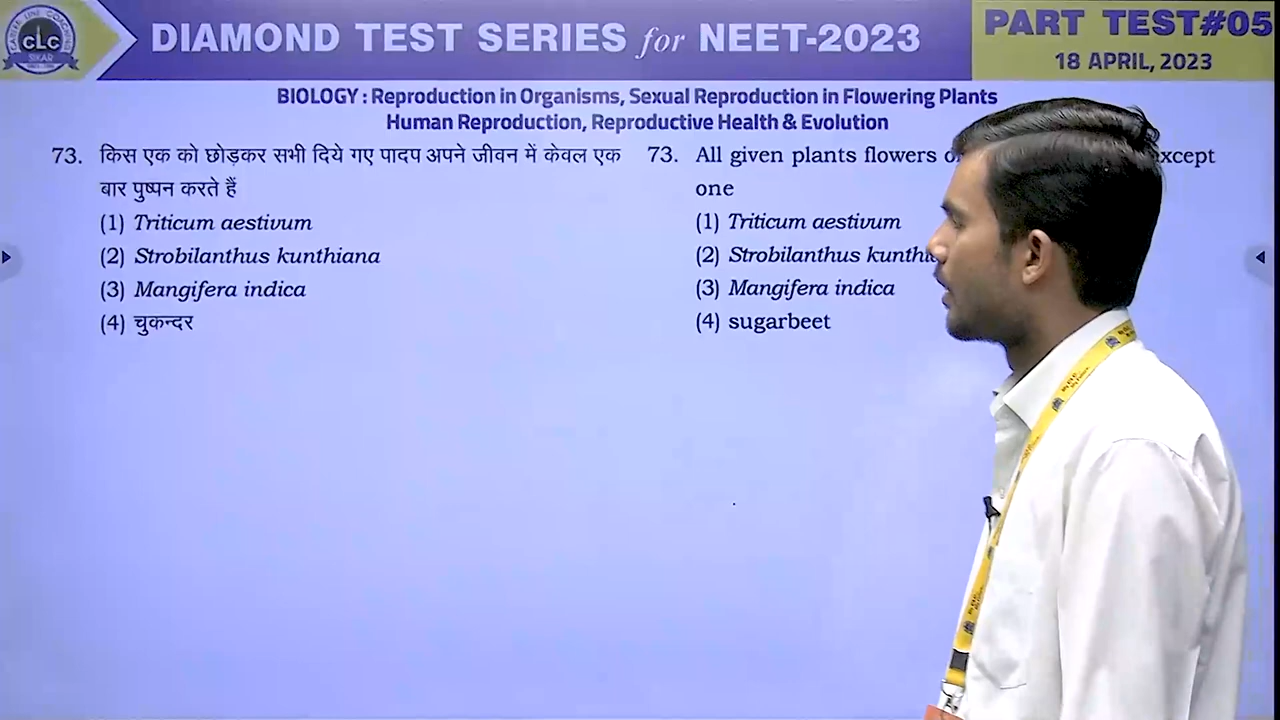 CLC
SIKAR
DIAMOND TEST SERIES for NEET-2023
PART TEST#05
18 APRIL, 2023
BIOLOGY : Reproduction in Organisms, Sexual Reproduction in Flowering Plants
Human Reproduction, Reproductive Health & Evolution
73. किस एक को छोड़कर सभी दिये गए पादप अपने जीवन में केवल एक
बार पुष्पन करते हैं
(1) Triticum aestivum
(2) Strobilanthus kunthiana
(3) Mangifera indica
(4) चुकन्दर
73. All given plants flowers except
one
(1) Triticum aestivum
(2) Strobilanthus
(3) Mangifera indica
(4) sugarbeet